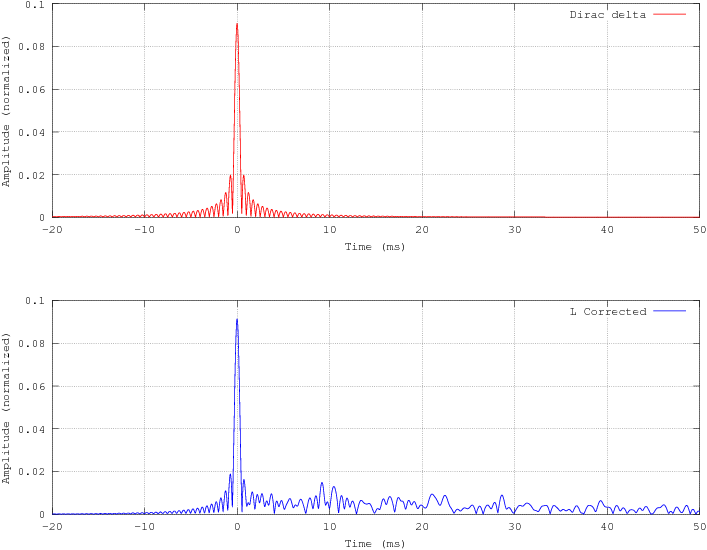 0.1
Dirac delta
0.08
0.06
0.04
0.02
0
Amplitude (normalized)
-20 -10 0 10 20 30 40 50
Time (ms)
0.1
L Corrected
0.08
0.06
0.04
0.02
0
Amplitude (normalized)
-20 -10 0 10 20 30 40 50
Time (ms)